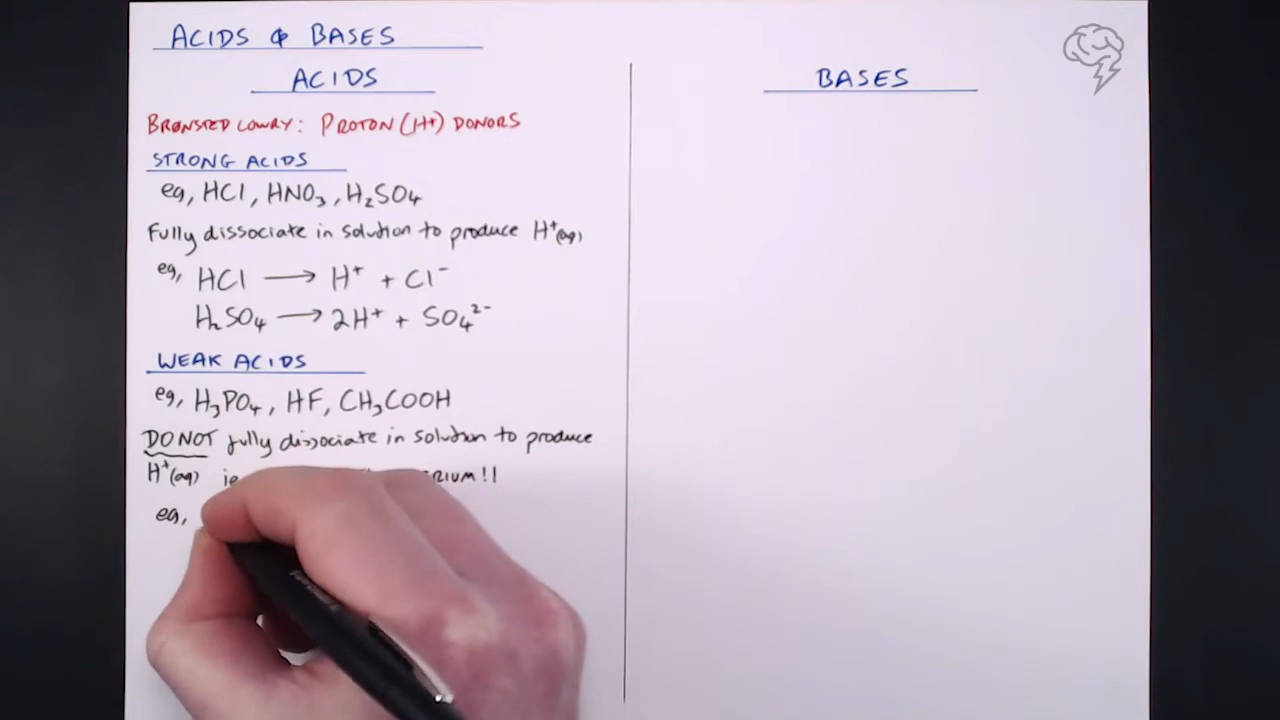 ACIDS & BASES
ACIDS
BRØNSTED LOWRY: PROTON (H+) DONORS
STRONG ACIDS
eg, HCl, HNO₃, H₂SO₄
Fully dissociate in solution to produce H⁺(aq)
eg, HCl → H⁺ + Cl⁻
H₂SO₄ → 2H⁺ + SO₄²⁻
WEAK ACIDS
eg, H₃PO₄, HF, CH₃COOH
DO NOT fully dissociate in solution to produce
H⁺(aq) ie
eg,
BASES